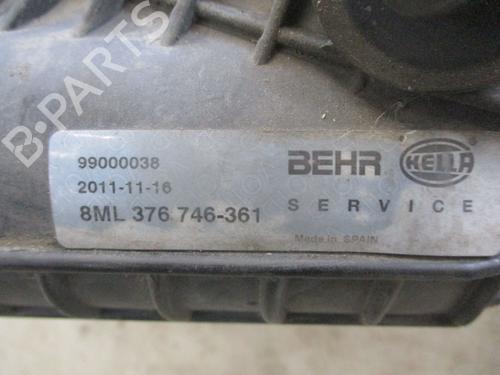 B-PARTS
99000038
2011-11-16
8ML 376 746-361
BEHR HELLA
SERVICE
Made in SPAIN